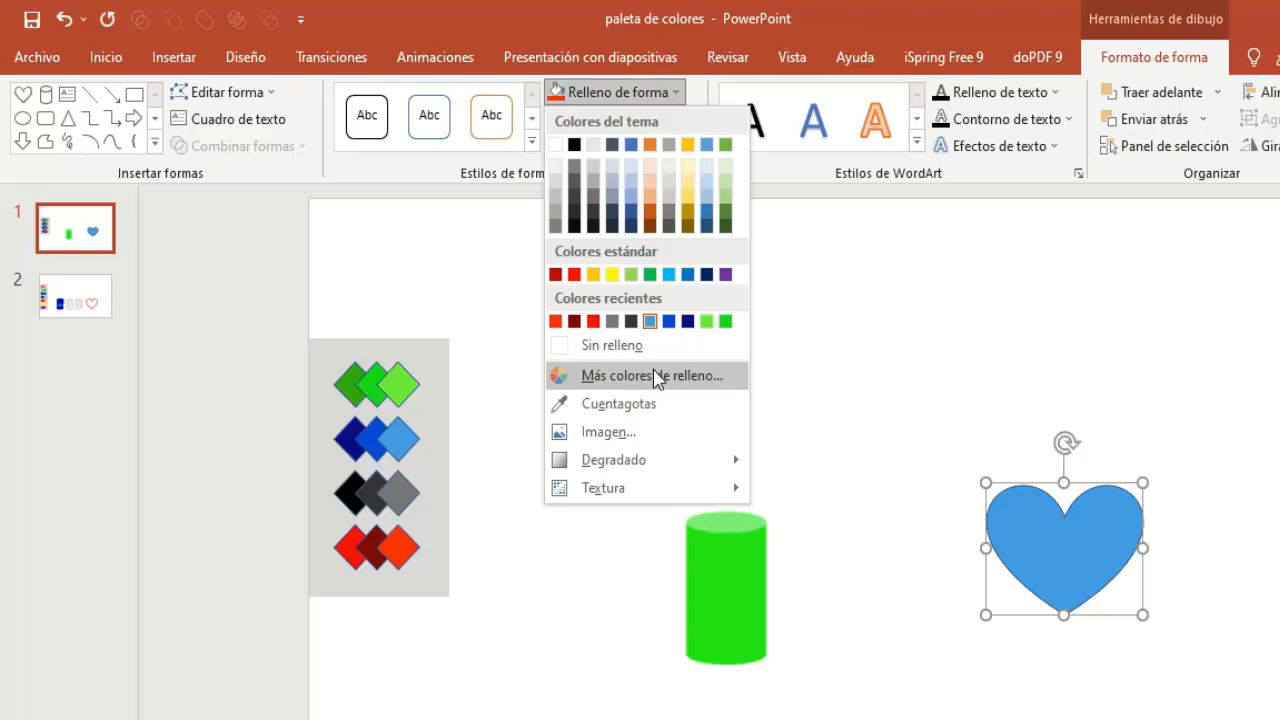 paleta de colores - PowerPoint
Herramientas de dibujo
Archivo Inicio Insertar Diseño Transiciones Animaciones Presentación con diapositivas Revisar Vista Ayuda iSpring Free 9 doPDF 9 Formato de forma
Editar forma
Cuadro de texto
Combinar formas
Insertar formas
Abc Abc Abc
Estilos de form
Relleno de forma
Colores del tema
Colores estándar
Colores recientes
Sin relleno
Más colores de relleno...
Cuentagotas
Imagen...
Degradado
Textura
A A A
Relleno de texto
Contorno de texto
Efectos de texto
Estilos de WordArt
Traer adelante
Enviar atrás
Panel de selección
Alin
Ag
Gira
Organizar
1
2